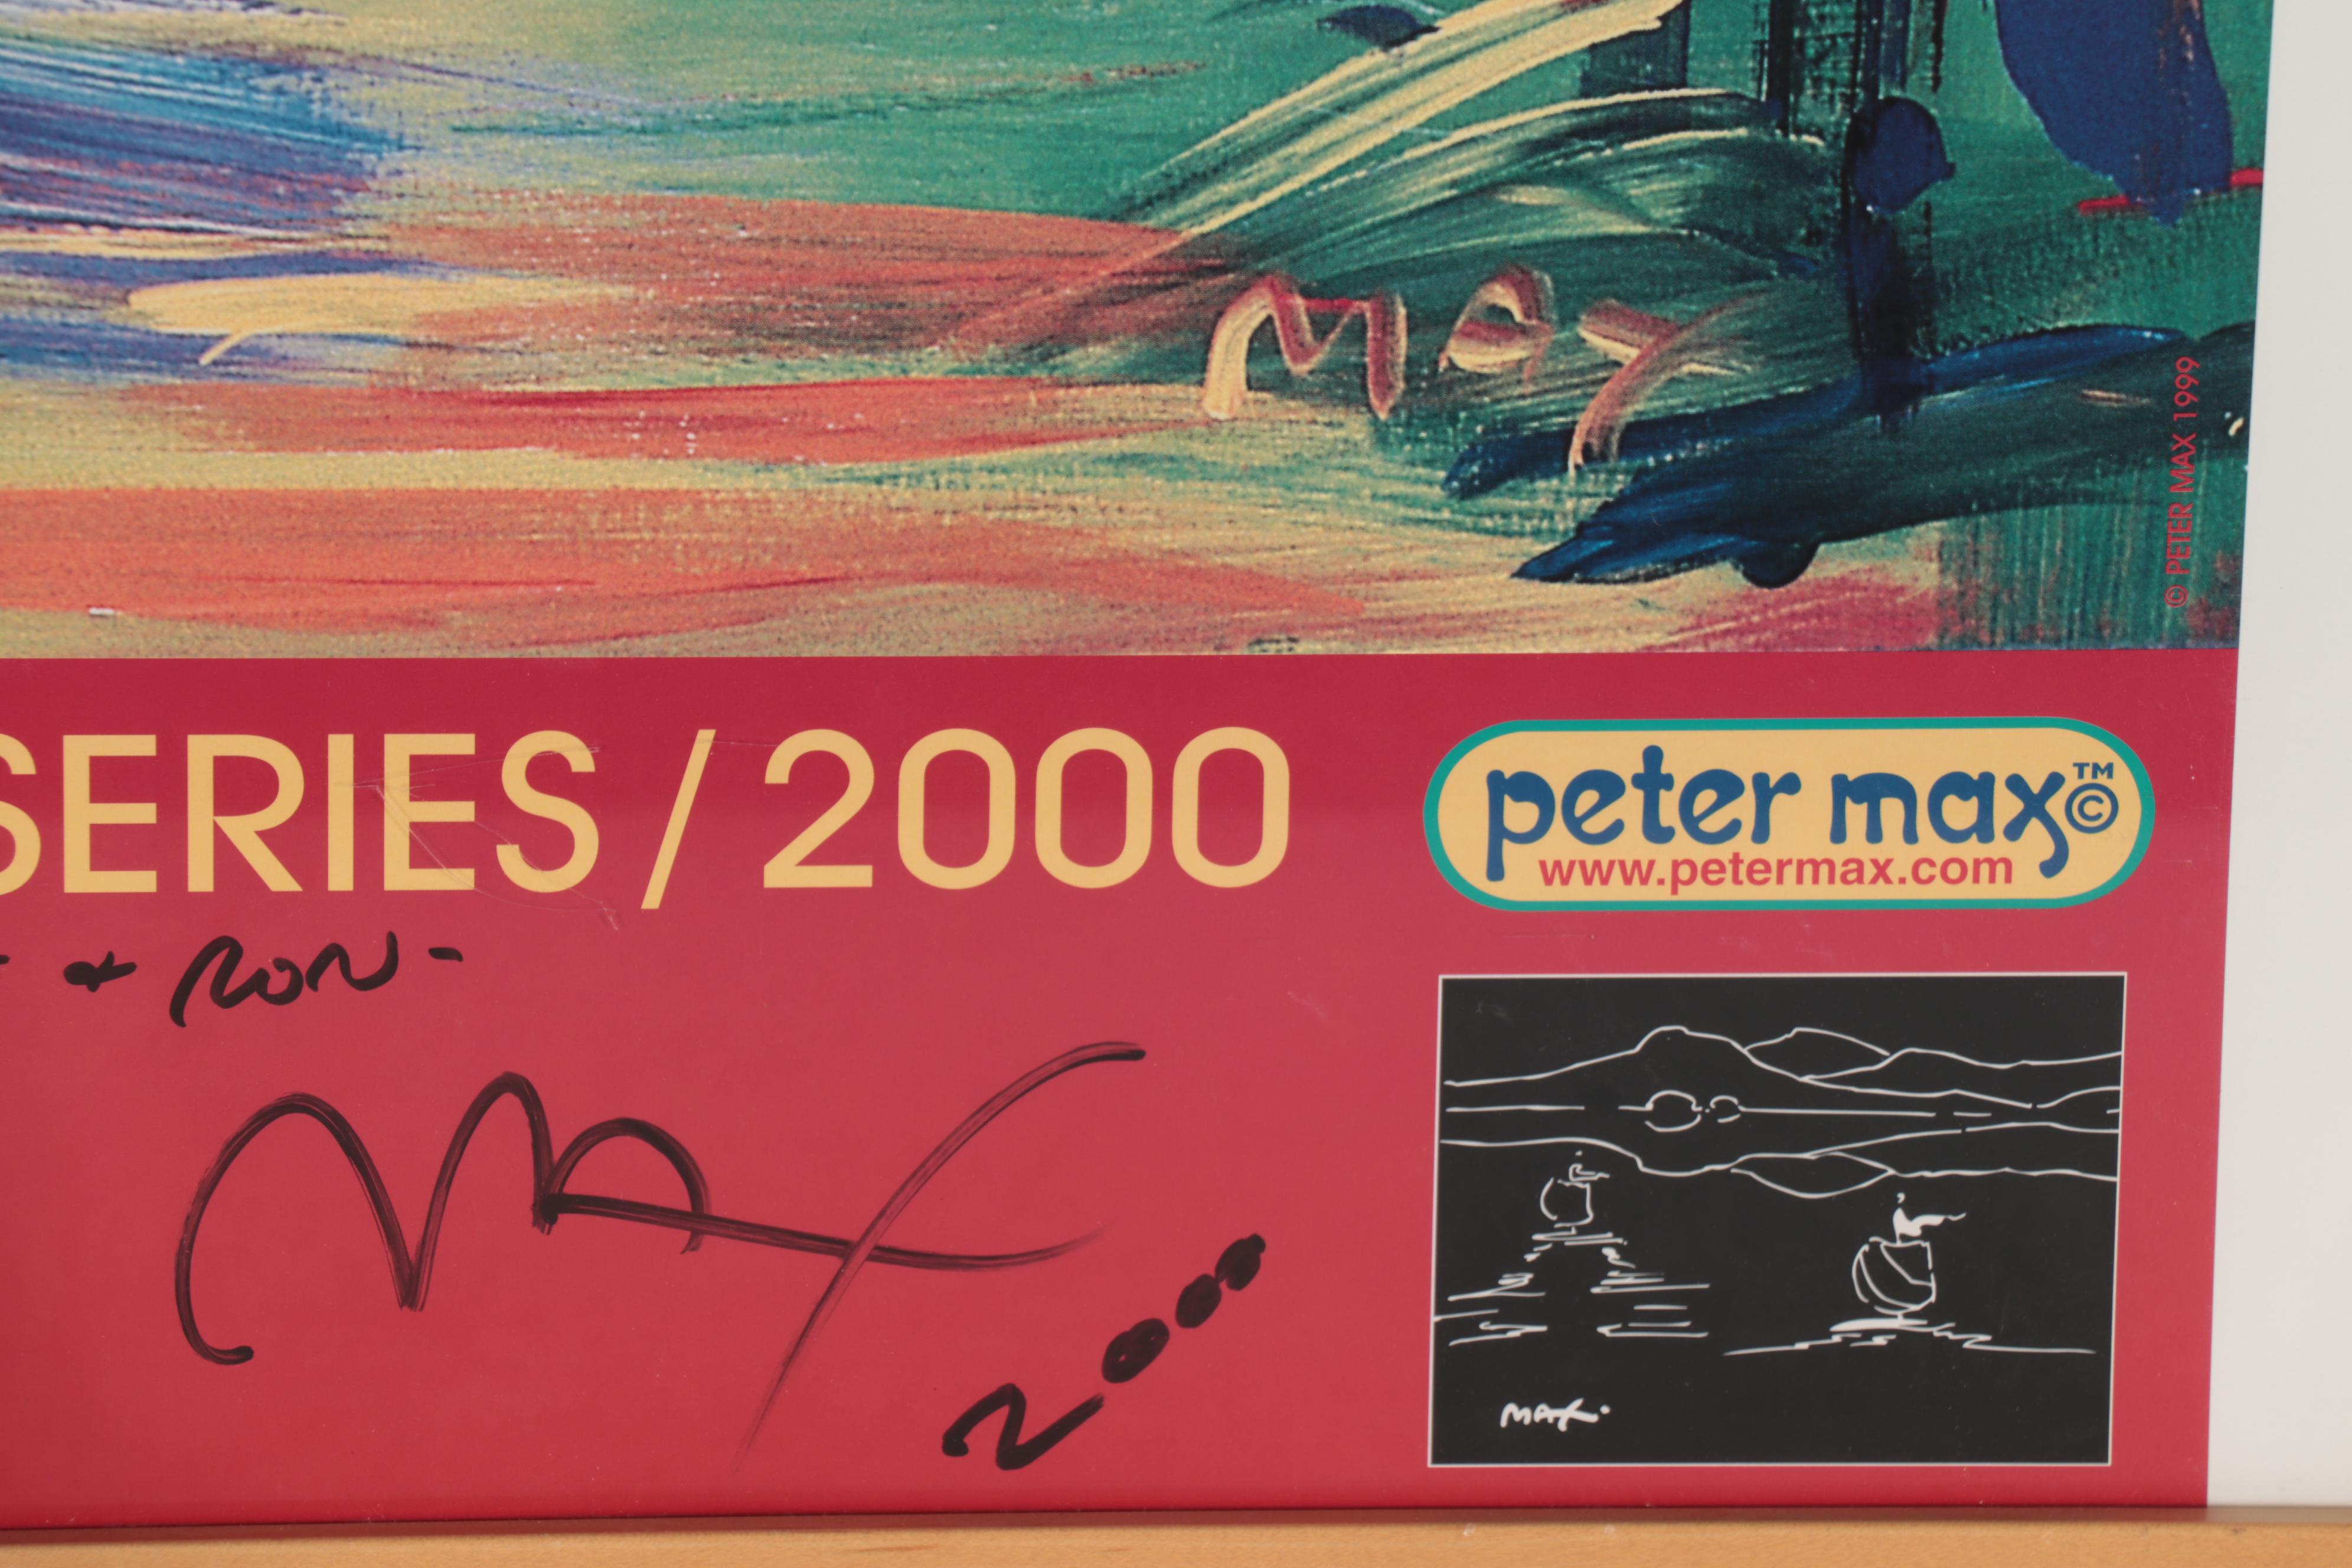 Max
© PETER MAX 1999
SERIES / 2000
peter max™©
www.petermax.com
+ RON -
MAX
2000
MAX.